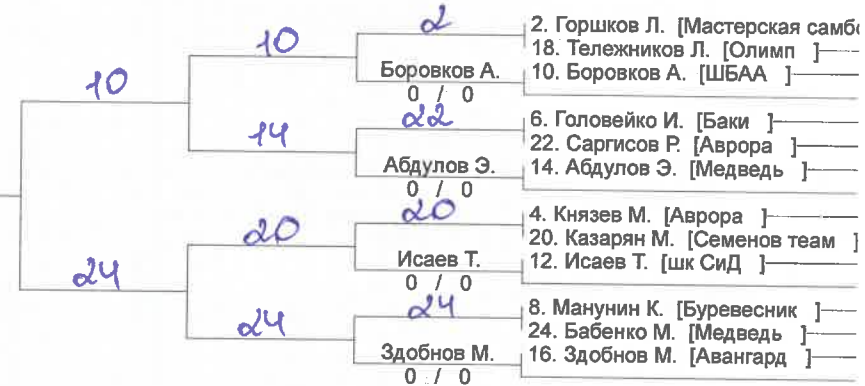 2
2. Горшков Л. [Мастерская самбо
10
18. Тележников Л. [Олимп ]
Боровков А.
10. Боровков А. [ШБАА ]
10
0 / 0
22
6. Головейко И. [Баки ]
14
22. Саргисов Р. [Аврора ]
Абдулов Э.
14. Абдулов Э. [Медведь ]
0 / 0
20
4. Князев М. [Аврора ]
20
20. Казарян М. [Семенов теам ]
Исаев Т.
12. Исаев Т. [шк СиД ]
24
0 / 0
24
8. Манунин К. [Буревесник ]
24
24. Бабенко М. [Медведь ]
Здобнов М.
16. Здобнов М. [Авангард ]
0 / 0